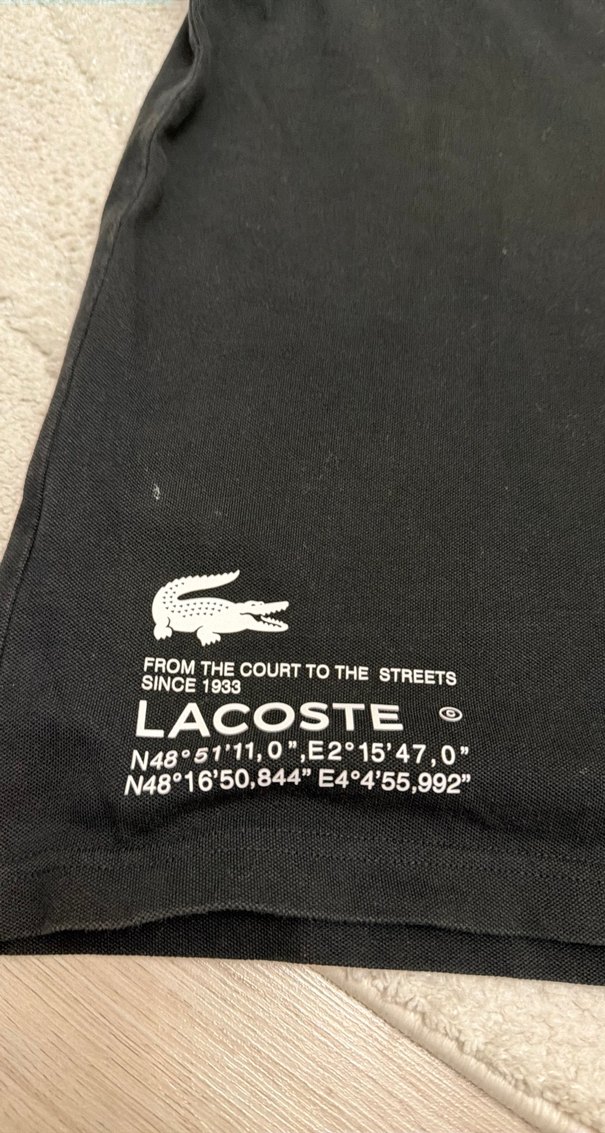 FROM THE COURT TO THE STREETS
SINCE 1933
LACOSTE ©
N48°51'11,0",E2°15'47,0"
N48°16'50,844" E4°4'55,992"